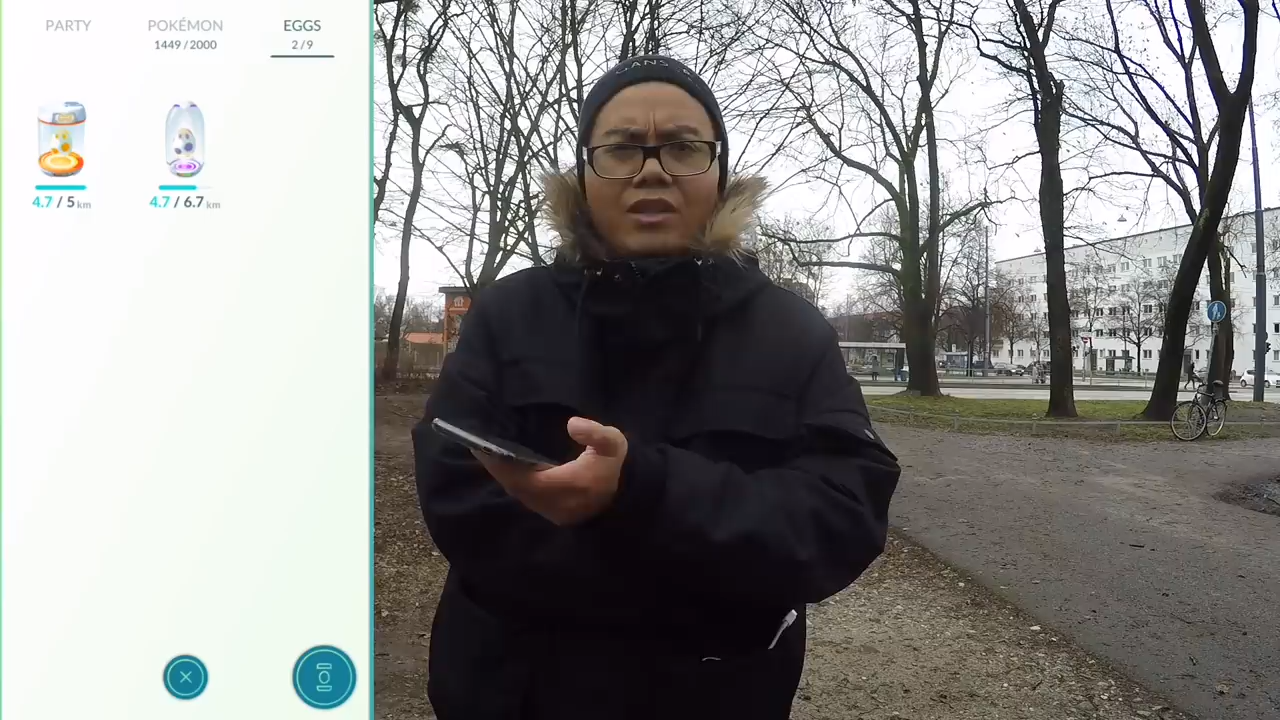 PARTY
POKÉMON
1449 / 2000
EGGS
2 / 9
4.7 / 5 km
4.7 / 6.7 km